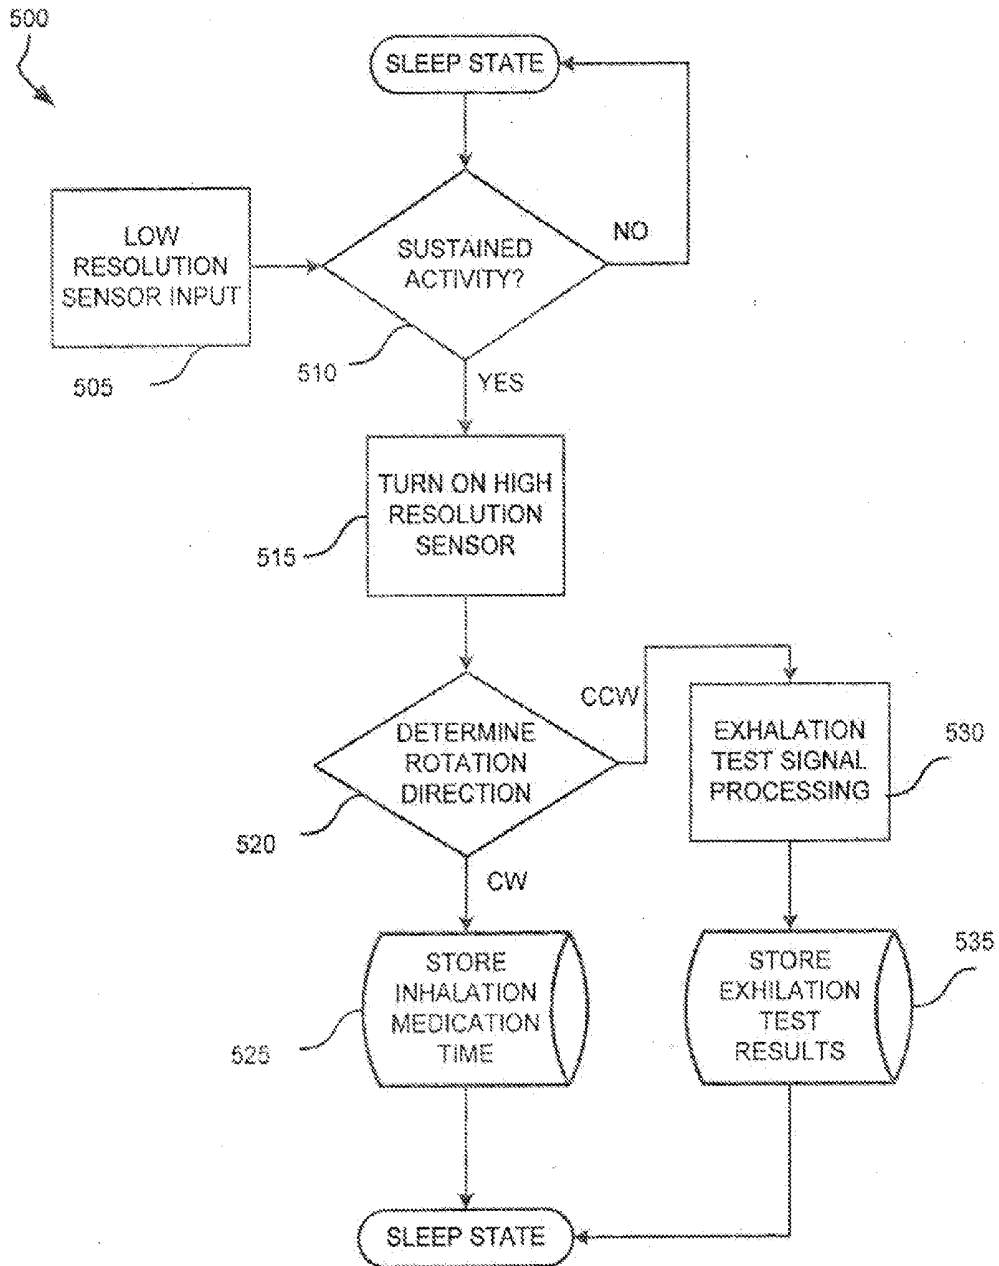 500
SLEEP STATE
LOW
RESOLUTION
SENSOR INPUT
505
SUSTAINED
ACTIVITY?
NO
510
YES
TURN ON HIGH
RESOLUTION
SENSOR
515
DETERMINE
ROTATION
DIRECTION
CCW
520
CW
EXHALATION
TEST SIGNAL
PROCESSING
530
STORE
INHALATION
MEDICATION
TIME
525
STORE
EXHILATION
TEST
RESULTS
535
SLEEP STATE